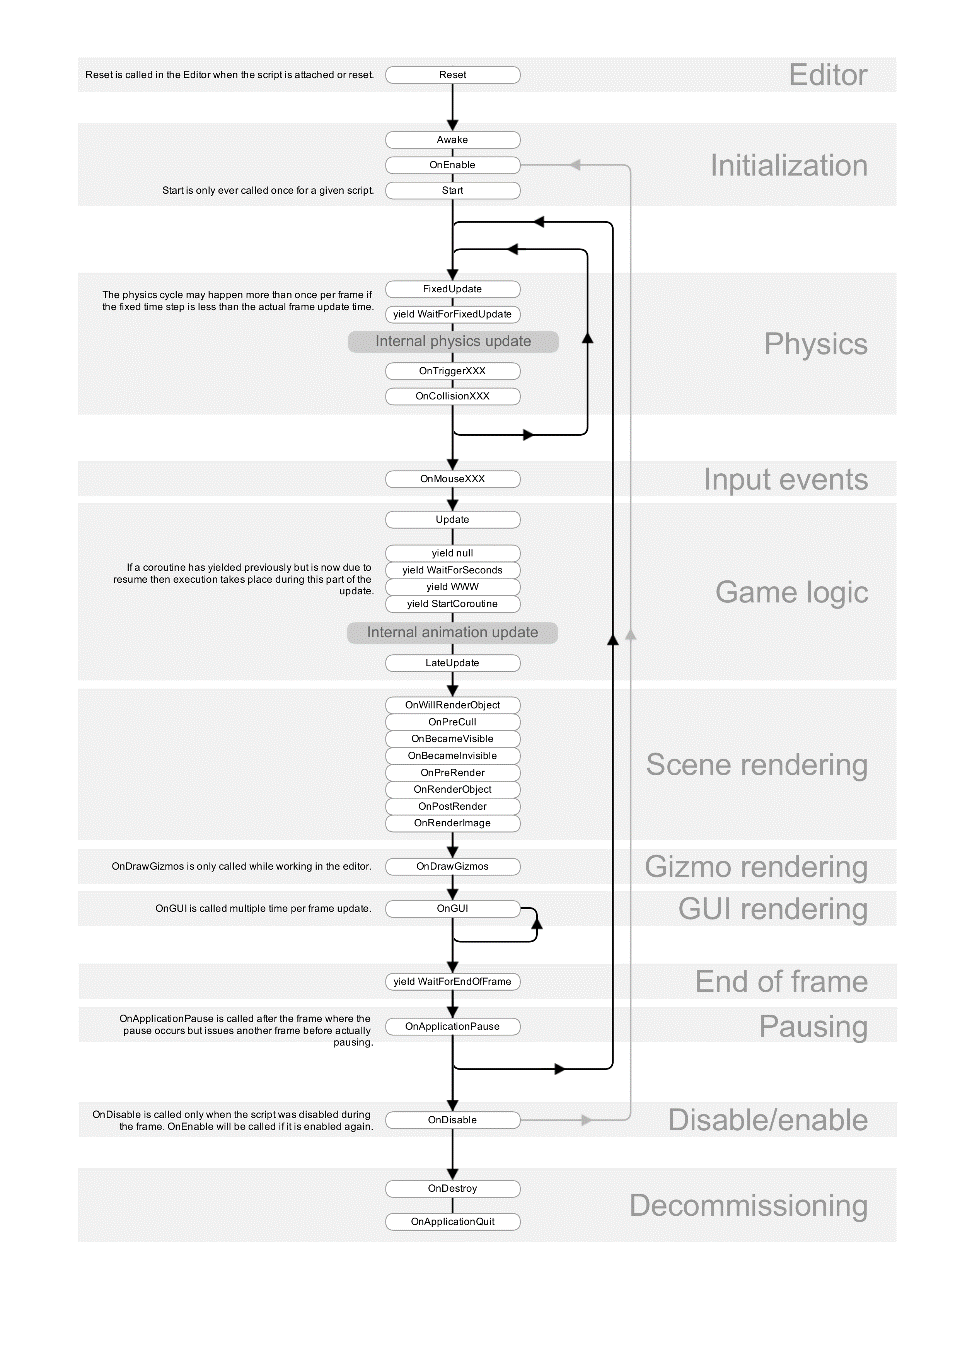 Reset is called in the Editor when the script is attached or reset.
Reset
Editor
Awake
OnEnable
Initialization
Start is only ever called once for a given script.
Start
FixedUpdate
The physics cycle may happen more than once per frame if
the fixed time step is less than the actual frame update time.
yield WaitForFixedUpdate
Internal physics update
Physics
OnTriggerXXX
OnCollisionXXX
OnMouseXXX
Input events
Update
yield null
If a coroutine has yielded previously but is now due to
resume then execution takes place during this part of the
update.
yield WaitForSeconds
yield WWW
yield StartCoroutine
Game logic
Internal animation update
LateUpdate
OnWillRenderObject
OnPreCull
OnBecameVisible
OnBecameInvisible
OnPreRender
OnRenderObject
OnPostRender
OnRenderImage
Scene rendering
OnDrawGizmos is only called while working in the editor.
OnDrawGizmos
Gizmo rendering
OnGUI is called multiple time per frame update.
OnGUI
GUI rendering
yield WaitForEndOfFrame
End of frame
OnApplicationPause is called after the frame where the
pause occurs but issues another frame before actually
pausing.
OnApplicationPause
Pausing
OnDisable is called only when the script was disabled during
the frame. OnEnable will be called if it is enabled again.
OnDisable
Disable/enable
OnDestroy
Decommissioning
OnApplicationQuit